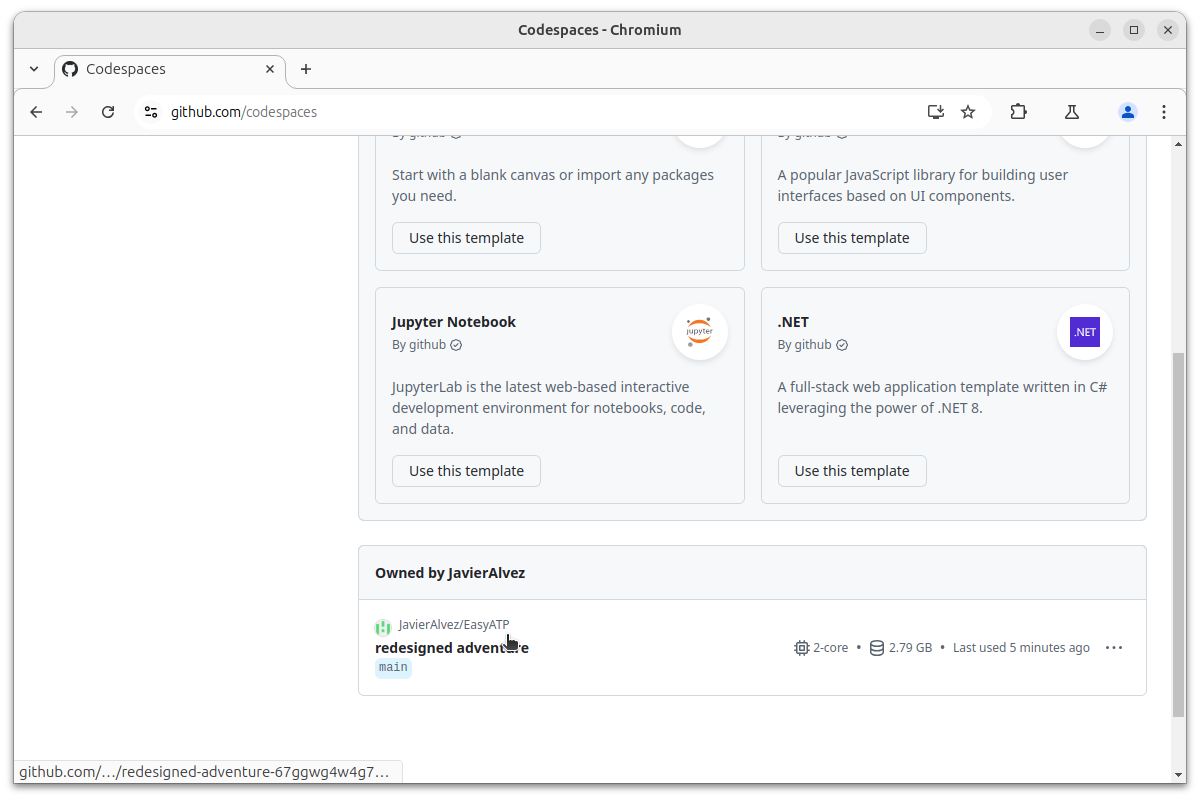 Codespaces - Chromium
Codespaces
github.com/codespaces
By github
By github
Start with a blank canvas or import any packages
you need.
Use this template
A popular JavaScript library for building user
interfaces based on UI components.
Use this template
Jupyter Notebook
By github
jupyter
JupyterLab is the latest web-based interactive
development environment for notebooks, code,
and data.
Use this template
.NET
By github
.NET
A full-stack web application template written in C#
leveraging the power of .NET 8.
Use this template
Owned by JavierAlvez
JavierAlvez/EasyATP
redesigned adventure
main
2-core • 2.79 GB • Last used 5 minutes ago
github.com/…/redesigned-adventure-67ggwg4w4g7…